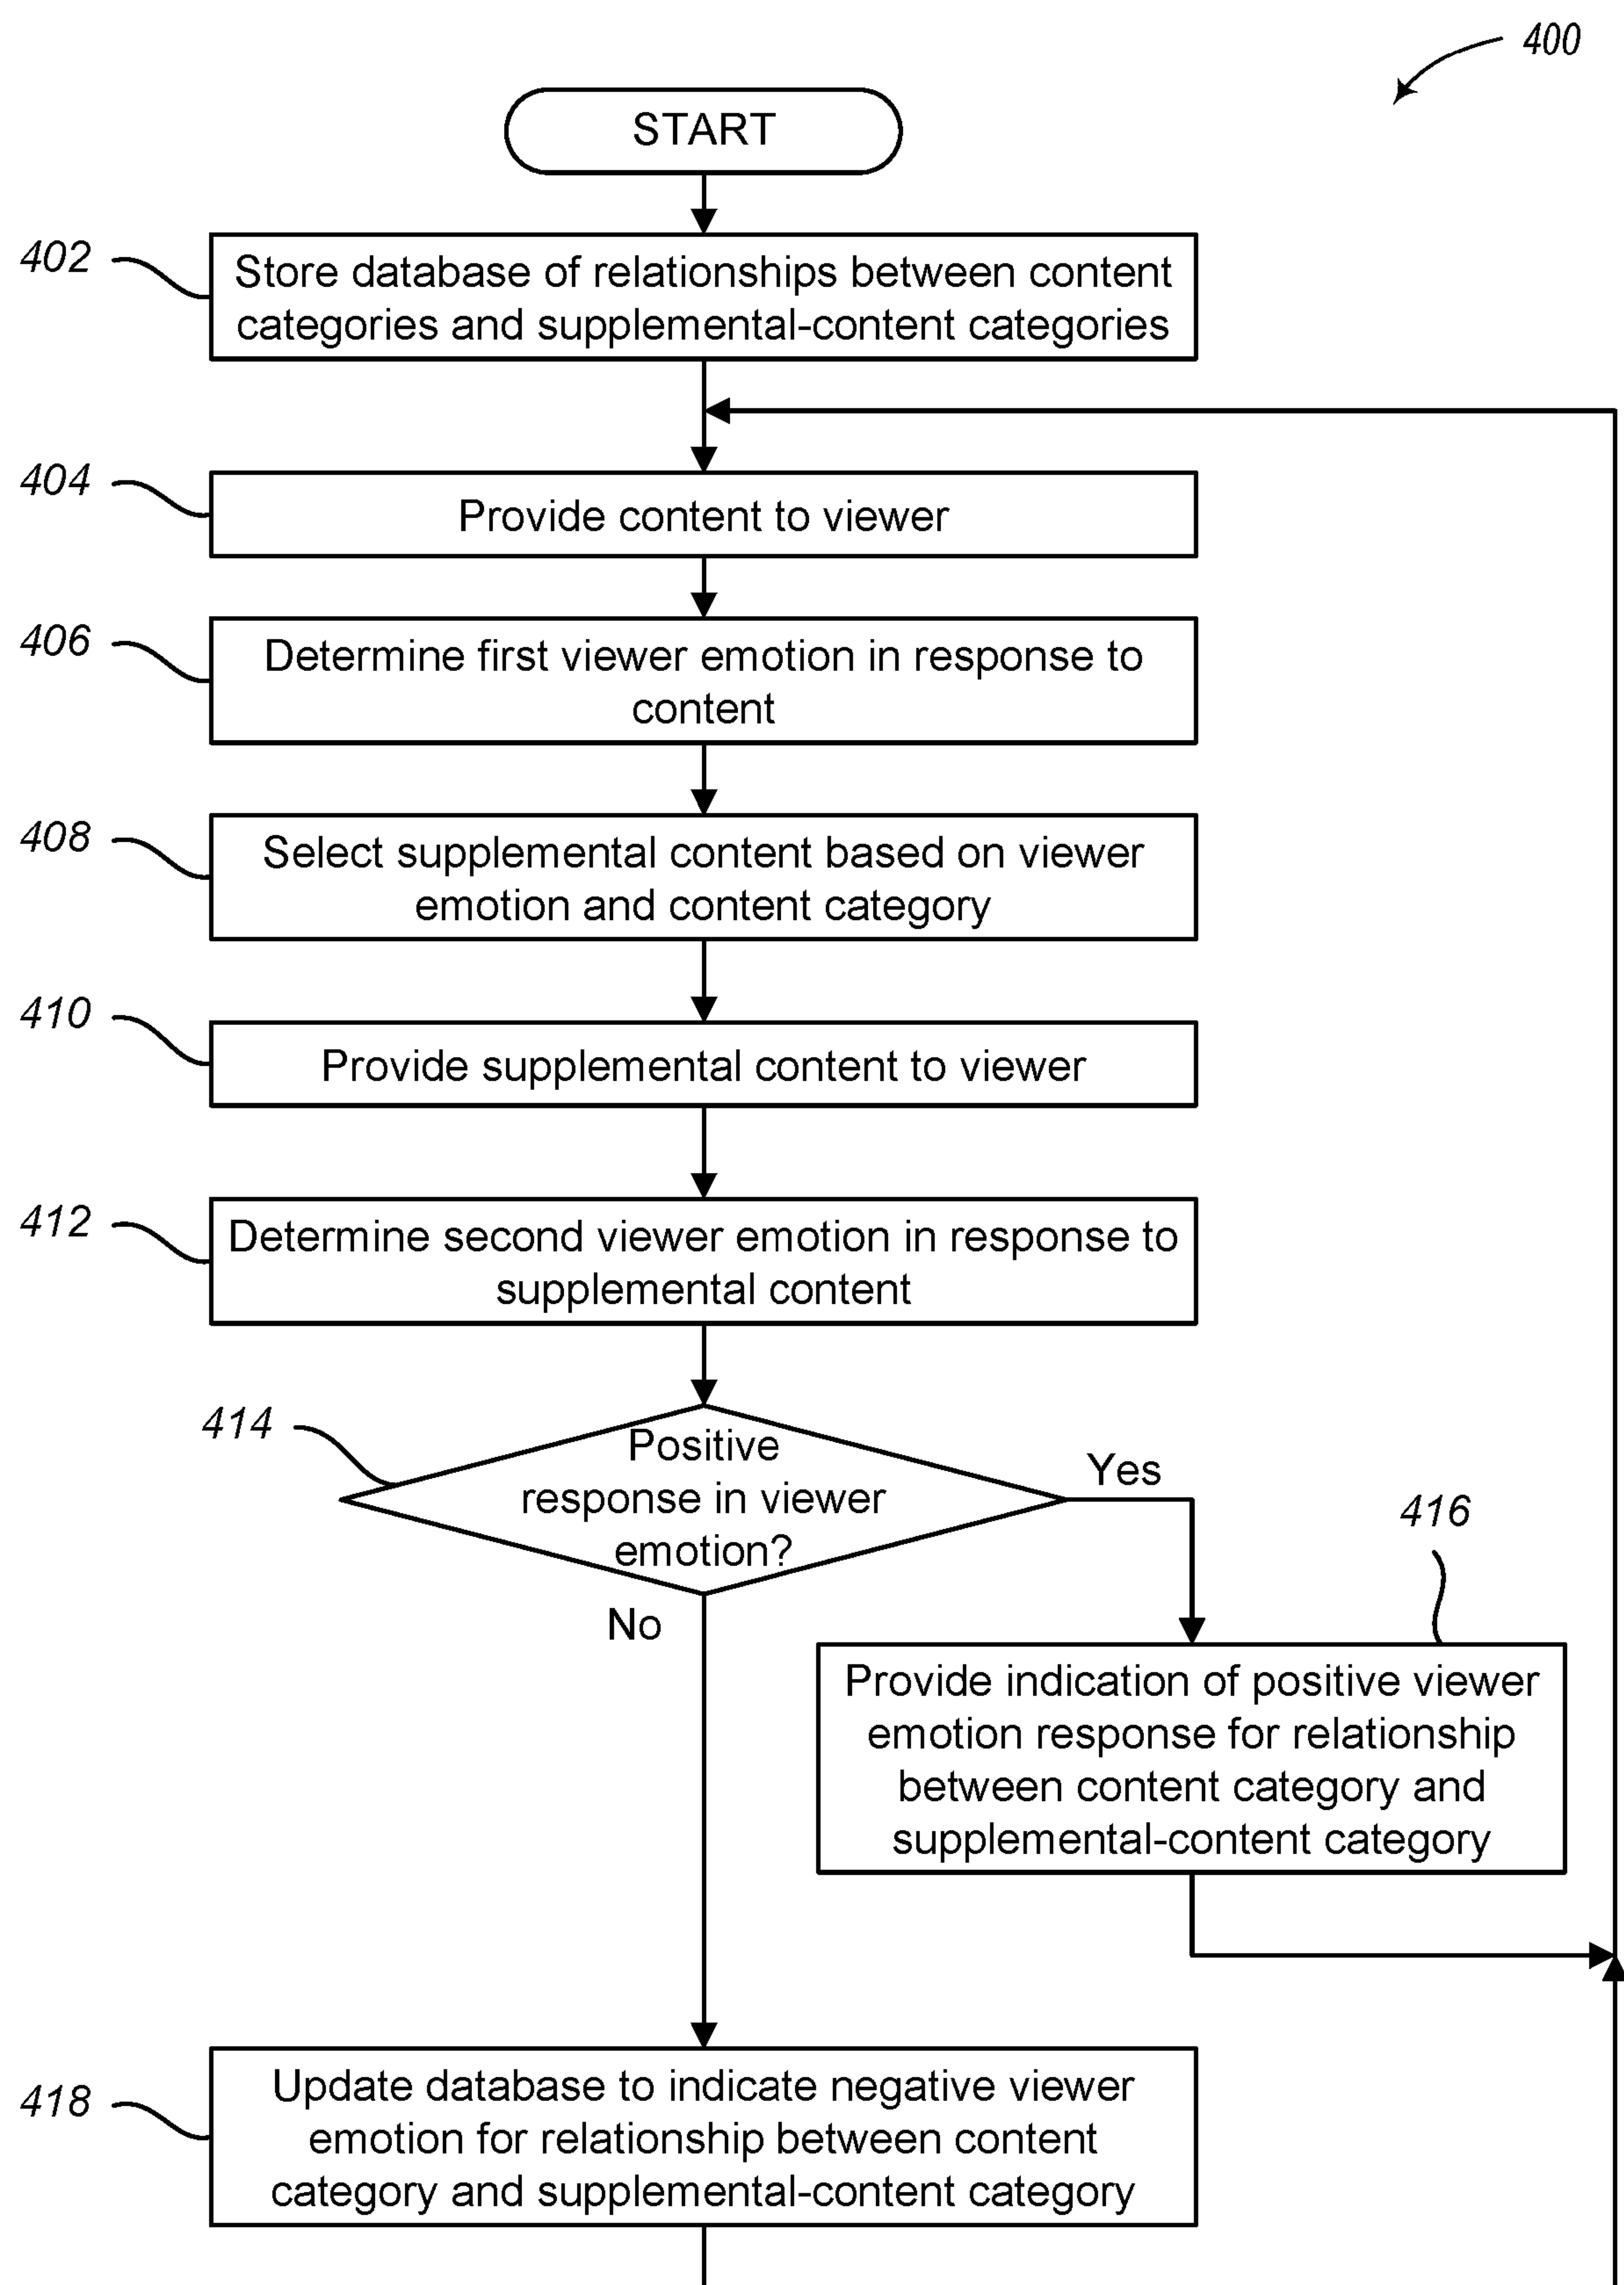 400
START
402
Store database of relationships between content
categories and supplemental-content categories
404
Provide content to viewer
406
Determine first viewer emotion in response to
content
408
Select supplemental content based on viewer
emotion and content category
410
Provide supplemental content to viewer
412
Determine second viewer emotion in response to
supplemental content
414
Positive
response in viewer
emotion?
Yes
No
416
Provide indication of positive viewer
emotion response for relationship
between content category and
supplemental-content category
418
Update database to indicate negative viewer
emotion for relationship between content
category and supplemental-content category